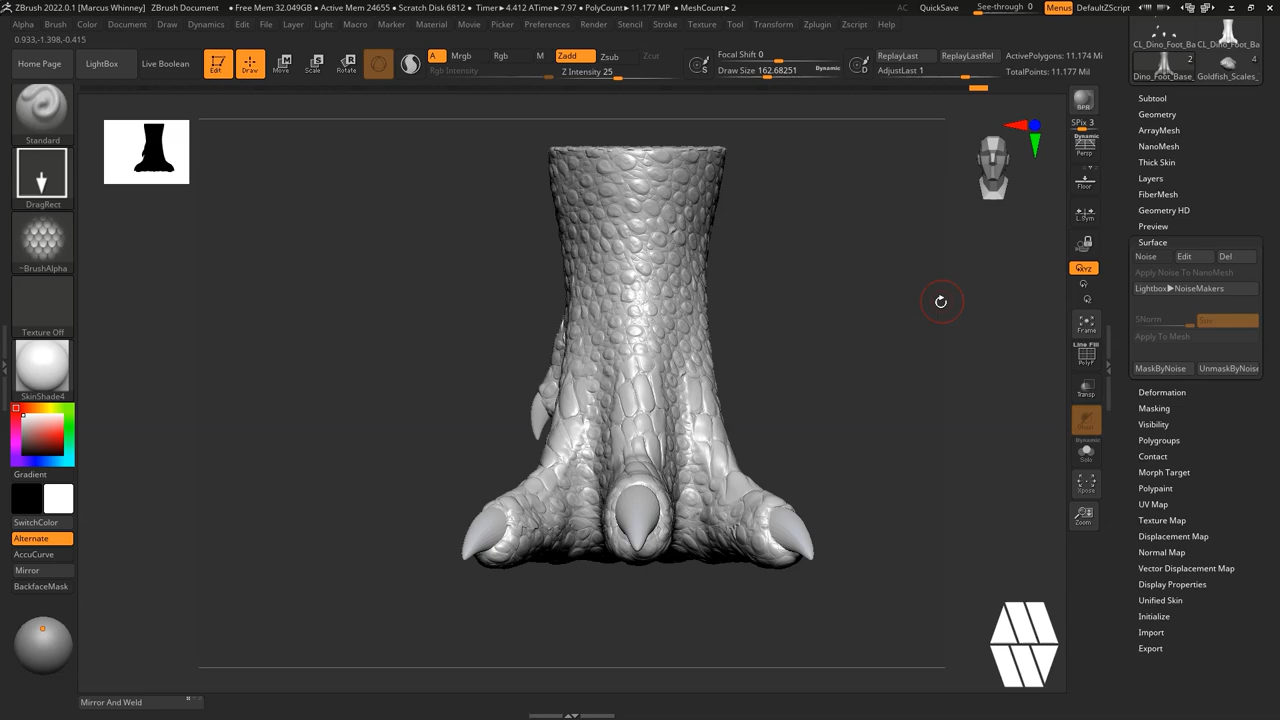 ZBrush 2022.0.1 [Marcus Whinney] ZBrush Document • Free Mem 32.049GB • Active Mem 24655 • Scratch Disk 6812 • Timer▶4.412 ATime▶7.97 • PolyCount▶11.177 MP • MeshCount▶2 AC QuickSave See-through 0 Menus DefaultZScript
Alpha Brush Color Document Draw Dynamics Edit File Layer Light Macro Marker Material Movie Picker Preferences Render Stencil Stroke Texture Tool Transform Zplugin Zscript Help
0.933,-1.398,-0.415
Home Page LightBox Live Boolean
Edit Draw Move Scale Rotate
A Mrgb Rgb M Zadd Zsub Zcut
Rgb Intensity Z Intensity 25
Focal Shift 0
Draw Size 162.68251 Dynamic
S
D
ReplayLast ReplayLastRel ActivePolygons: 11.174 Mi
AdjustLast 1 TotalPoints: 11.177 Mil
Standard
DragRect
~BrushAlpha
Texture Off
SkinShade4
Gradient
SwitchColor
Alternate
AccuCurve
Mirror
BackfaceMask
Mirror And Weld
BPR
SPix 3
Dynamic
Persp
Floor
L.Sym
XYZ
Frame
Line Fill
PolyF
Transp
Ghost
Dynamic
Solo
Xpose
Zoom
CL_Dino_Foot_Ba CL_Dino_Foot_Ba
2 4
Dino_Foot_Base_ Goldfish_Scales_
Subtool
Geometry
ArrayMesh
NanoMesh
Thick Skin
Layers
FiberMesh
Geometry HD
Preview
Surface
Noise Edit Del
Apply Noise To NanoMesh
Lightbox▶NoiseMakers
SNorm
Apply To Mesh
MaskByNoise UnmaskByNoise
Deformation
Masking
Visibility
Polygroups
Contact
Morph Target
Polypaint
UV Map
Texture Map
Displacement Map
Normal Map
Vector Displacement Map
Display Properties
Unified Skin
Initialize
Import
Export